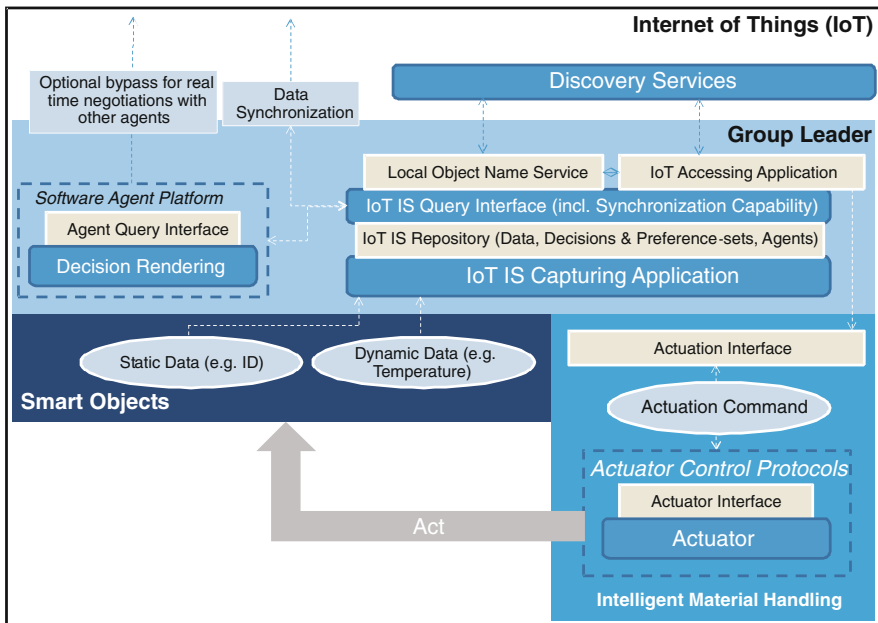 Internet of Things (IoT)
Optional bypass for real
time negotiations with
other agents
Data
Synchronization
Discovery Services
Group Leader
Local Object Name Service
IoT Accessing Application
Software Agent Platform
Agent Query Interface
Decision Rendering
IoT IS Query Interface (incl. Synchronization Capability)
IoT IS Repository (Data, Decisions & Preference-sets, Agents)
IoT IS Capturing Application
Static Data (e.g. ID)
Dynamic Data (e.g.
Temperature)
Smart Objects
Actuation Interface
Actuation Command
Actuator Control Protocols
Actuator Interface
Actuator
Act
Intelligent Material Handling